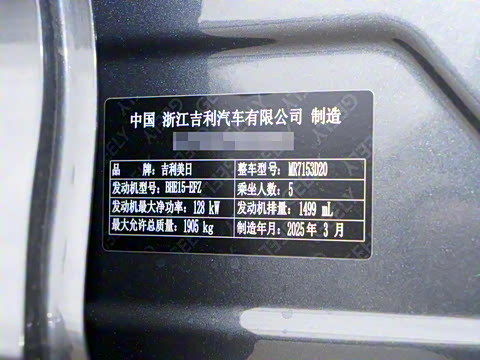 中国 浙江吉利汽车有限公司 制造
品 牌：吉利美日 整车型号：MR7153D20
发动机型号：BHE15-EFZ 乘坐人数：5
发动机最大净功率：128 kW 发动机排量：1499 mL
最大允许总质量：1905 kg 制造年月：2025 年 3 月